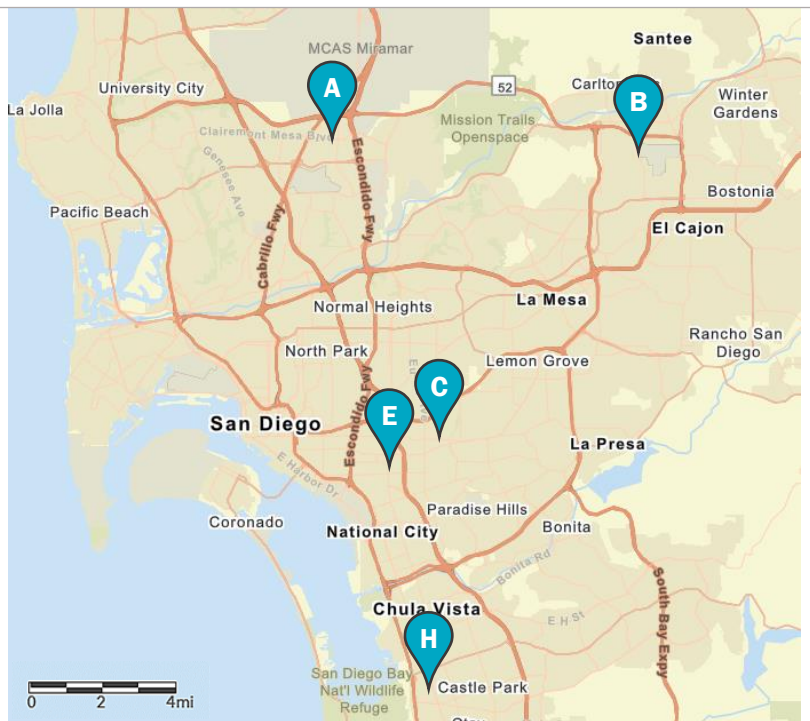 Santee
MCAS Miramar
University City
A
52
Carlto
B
Winter
Gardens
La Jolla
Clairemont Mesa Blvd
Mission Trails
Openspace
Genesee Ave
Escondido Fwy
Bostonia
Pacific Beach
Cabrillo Fwy
El Cajon
Normal Heights
La Mesa
Rancho San
Diego
North Park
Lemon Grove
Escondido Fwy
C
E
San Diego
La Presa
E Harbor Dr
Coronado
Paradise Hills
National City
Bonita
Bonita Rd
South Bay Expy
Chula Vista
E H St
H
San Diego Bay
Nat'l Wildlife
Refuge
Castle Park
0 2 4mi